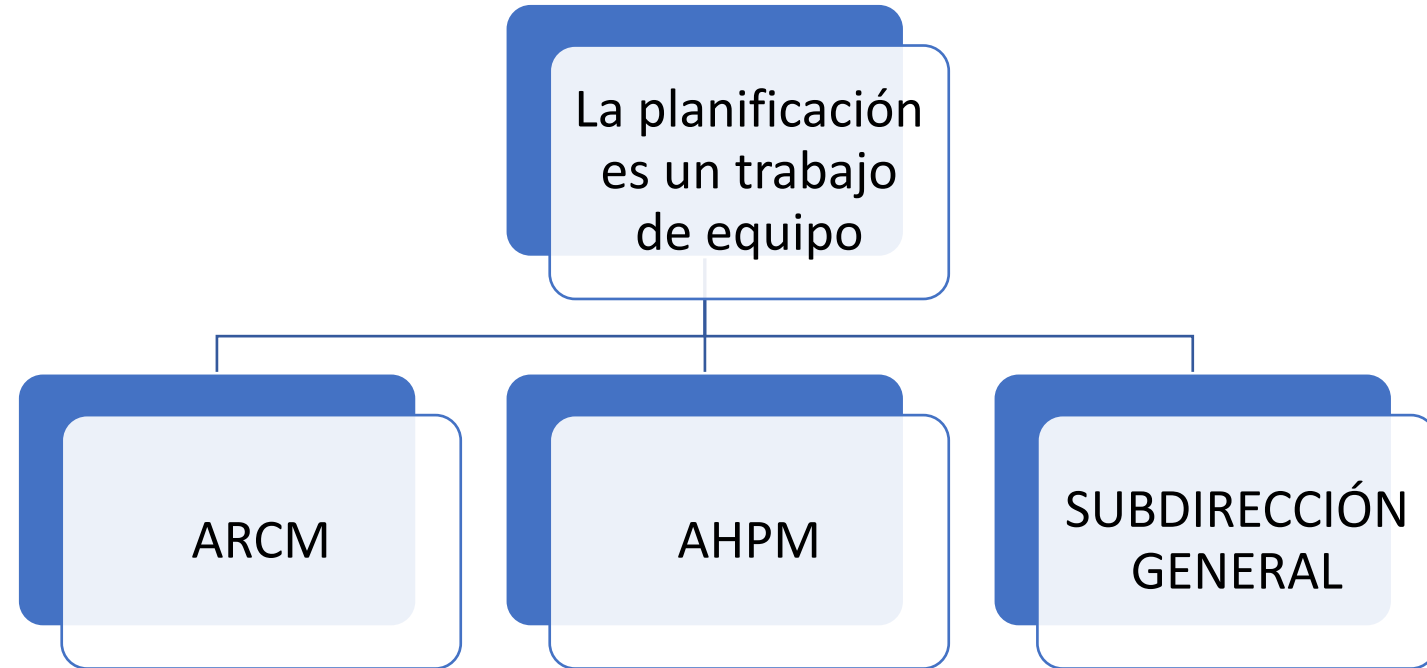 La planificación
es un trabajo
de equipo
ARCM
AHPM
SUBDIRECCIÓN
GENERAL